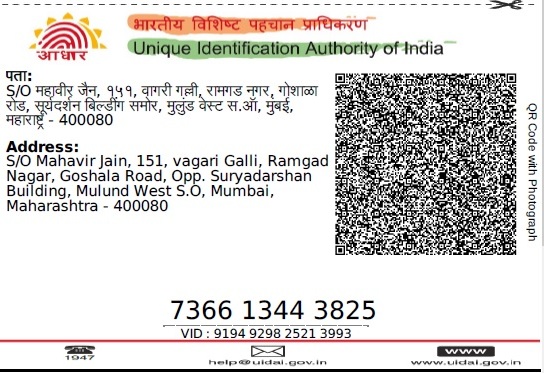 भारतीय विशिष्ट पहचान प्राधिकरण
Unique Identification Authority of India
आधार
पता:
S/O महावीर जैन, १५१, वागरी गल्ली, रामगड नगर, गोशाळा
रोड, सूर्यदर्शन बिल्डींग समोर, मुलुंड वेस्ट स.ऑ, मुंबई,
महाराष्ट्र - 400080
Address:
S/O Mahavir Jain, 151, vagari Galli, Ramgad
Nagar, Goshala Road, Opp. Suryadarshan
Building, Mulund West S.O, Mumbai,
Maharashtra - 400080
QR Code with Photograph
7366 1344 3825
VID : 9194 9298 2521 3993
1947
help@uidai.gov.in
WWW
www.uidai.gov.in